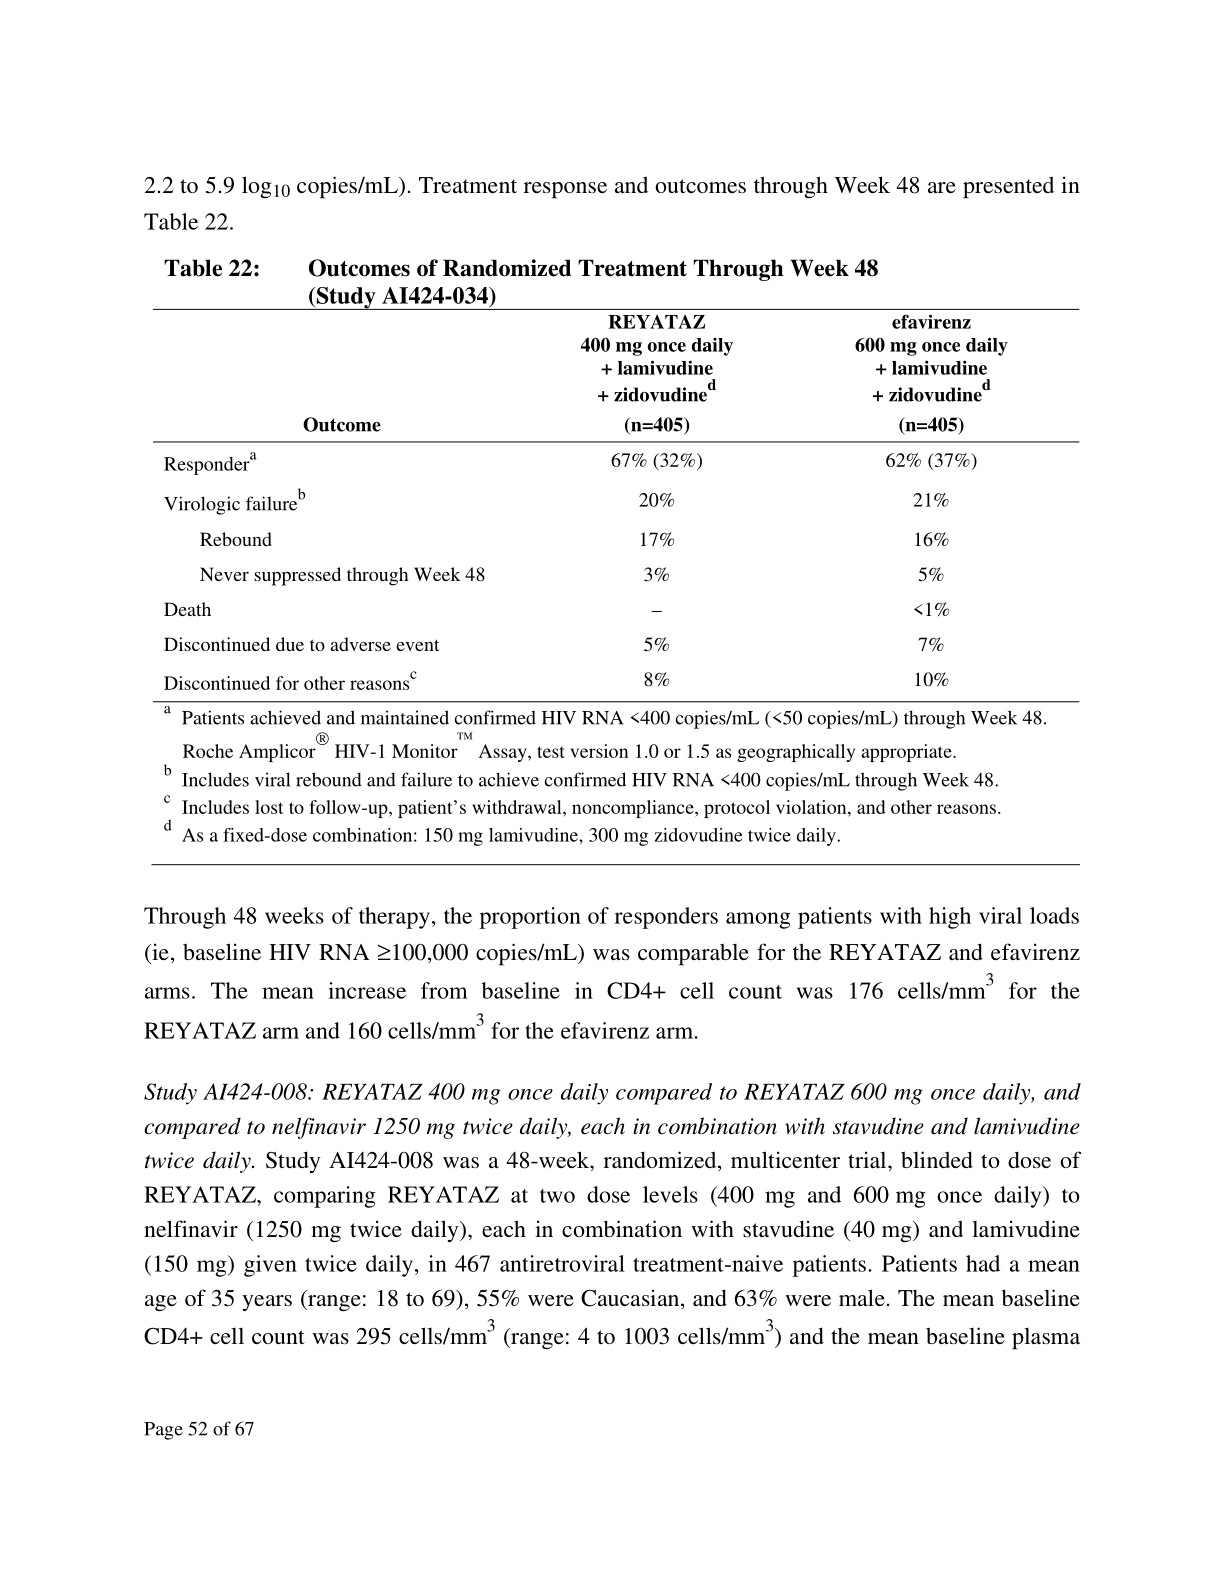 2.2 to 5.9 log10 copies/mL). Treatment response and outcomes through Week 48 are presented in
Table 22.
Table 22: Outcomes of Randomized Treatment Through Week 48
(Study AI424-034)
REYATAZ efavirenz
400 mg once daily 600 mg once daily
+ lamivudine + lamivudine
+ zidovudine^d + zidovudine^d
Outcome (n=405) (n=405)
Responder^a 67% (32%) 62% (37%)
Virologic failure^b 20% 21%
Rebound 17% 16%
Never suppressed through Week 48 3% 5%
Death – <1%
Discontinued due to adverse event 5% 7%
Discontinued for other reasons^c 8% 10%
a Patients achieved and maintained confirmed HIV RNA <400 copies/mL (<50 copies/mL) through Week 48.
Roche Amplicor® HIV-1 Monitor™ Assay, test version 1.0 or 1.5 as geographically appropriate.
b Includes viral rebound and failure to achieve confirmed HIV RNA <400 copies/mL through Week 48.
c Includes lost to follow-up, patient's withdrawal, noncompliance, protocol violation, and other reasons.
d As a fixed-dose combination: 150 mg lamivudine, 300 mg zidovudine twice daily.
Through 48 weeks of therapy, the proportion of responders among patients with high viral loads
(ie, baseline HIV RNA ≥100,000 copies/mL) was comparable for the REYATAZ and efavirenz
arms. The mean increase from baseline in CD4+ cell count was 176 cells/mm³ for the
REYATAZ arm and 160 cells/mm³ for the efavirenz arm.
Study AI424-008: REYATAZ 400 mg once daily compared to REYATAZ 600 mg once daily, and
compared to nelfinavir 1250 mg twice daily, each in combination with stavudine and lamivudine
twice daily. Study AI424-008 was a 48-week, randomized, multicenter trial, blinded to dose of
REYATAZ, comparing REYATAZ at two dose levels (400 mg and 600 mg once daily) to
nelfinavir (1250 mg twice daily), each in combination with stavudine (40 mg) and lamivudine
(150 mg) given twice daily, in 467 antiretroviral treatment-naive patients. Patients had a mean
age of 35 years (range: 18 to 69), 55% were Caucasian, and 63% were male. The mean baseline
CD4+ cell count was 295 cells/mm³ (range: 4 to 1003 cells/mm³) and the mean baseline plasma
Page 52 of 67